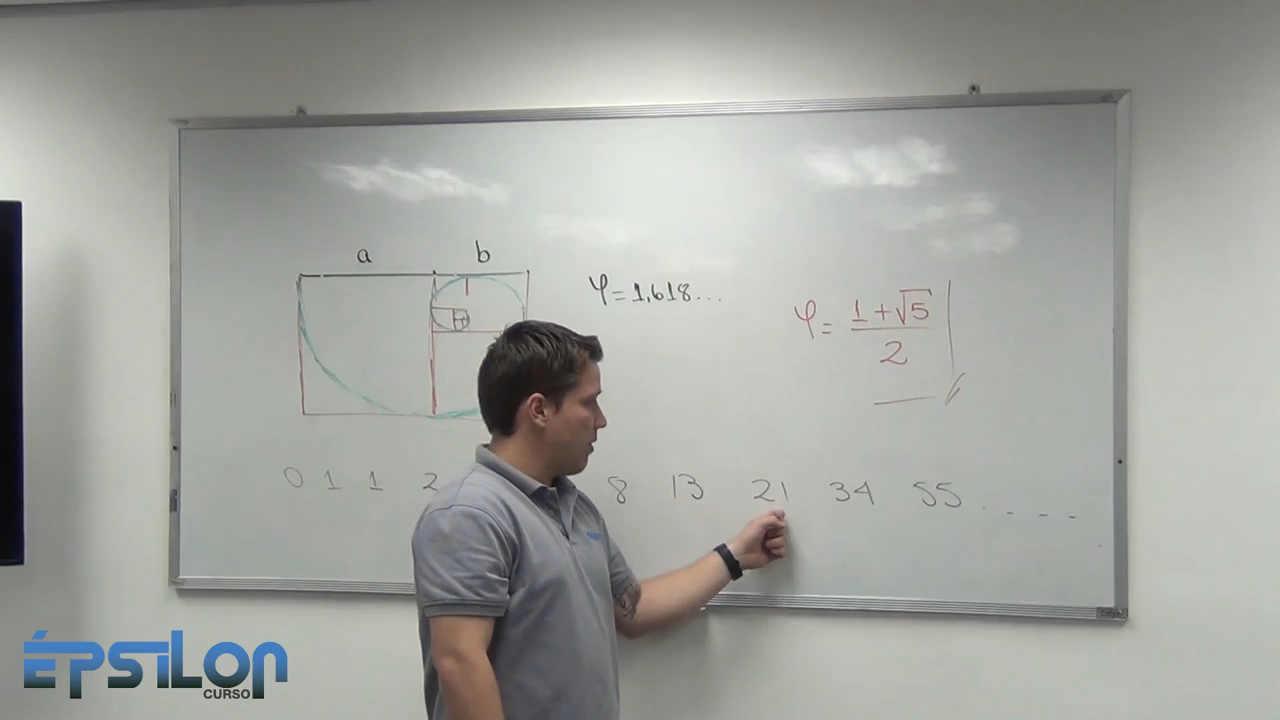 a b
φ = 1,618...
φ = 1 + √5 / 2
0 1 1 2 8 13 21 34 55 . - - -
ÉPSILON
CURSO